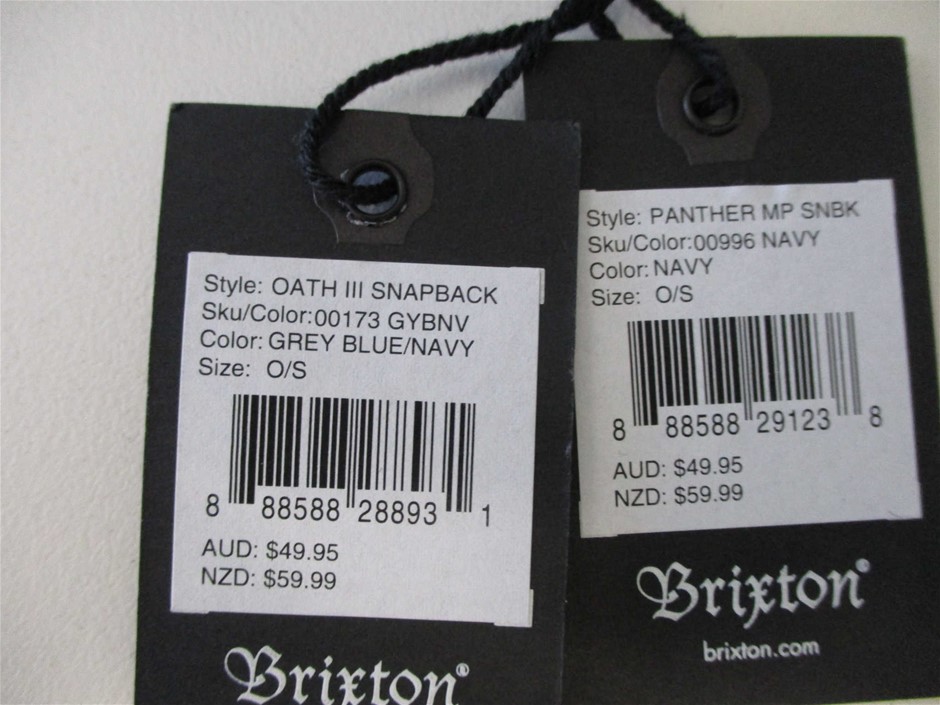 Style: OATH III SNAPBACK
Sku/Color:00173 GYBNV
Color: GREY BLUE/NAVY
Size: O/S
8 88588 28893 1
AUD: $49.95
NZD: $59.99
Brixton®
Style: PANTHER MP SNBK
Sku/Color:00996 NAVY
Color: NAVY
Size: O/S
8 88588 29123 8
AUD: $49.95
NZD: $59.99
Brixton®
brixton.com